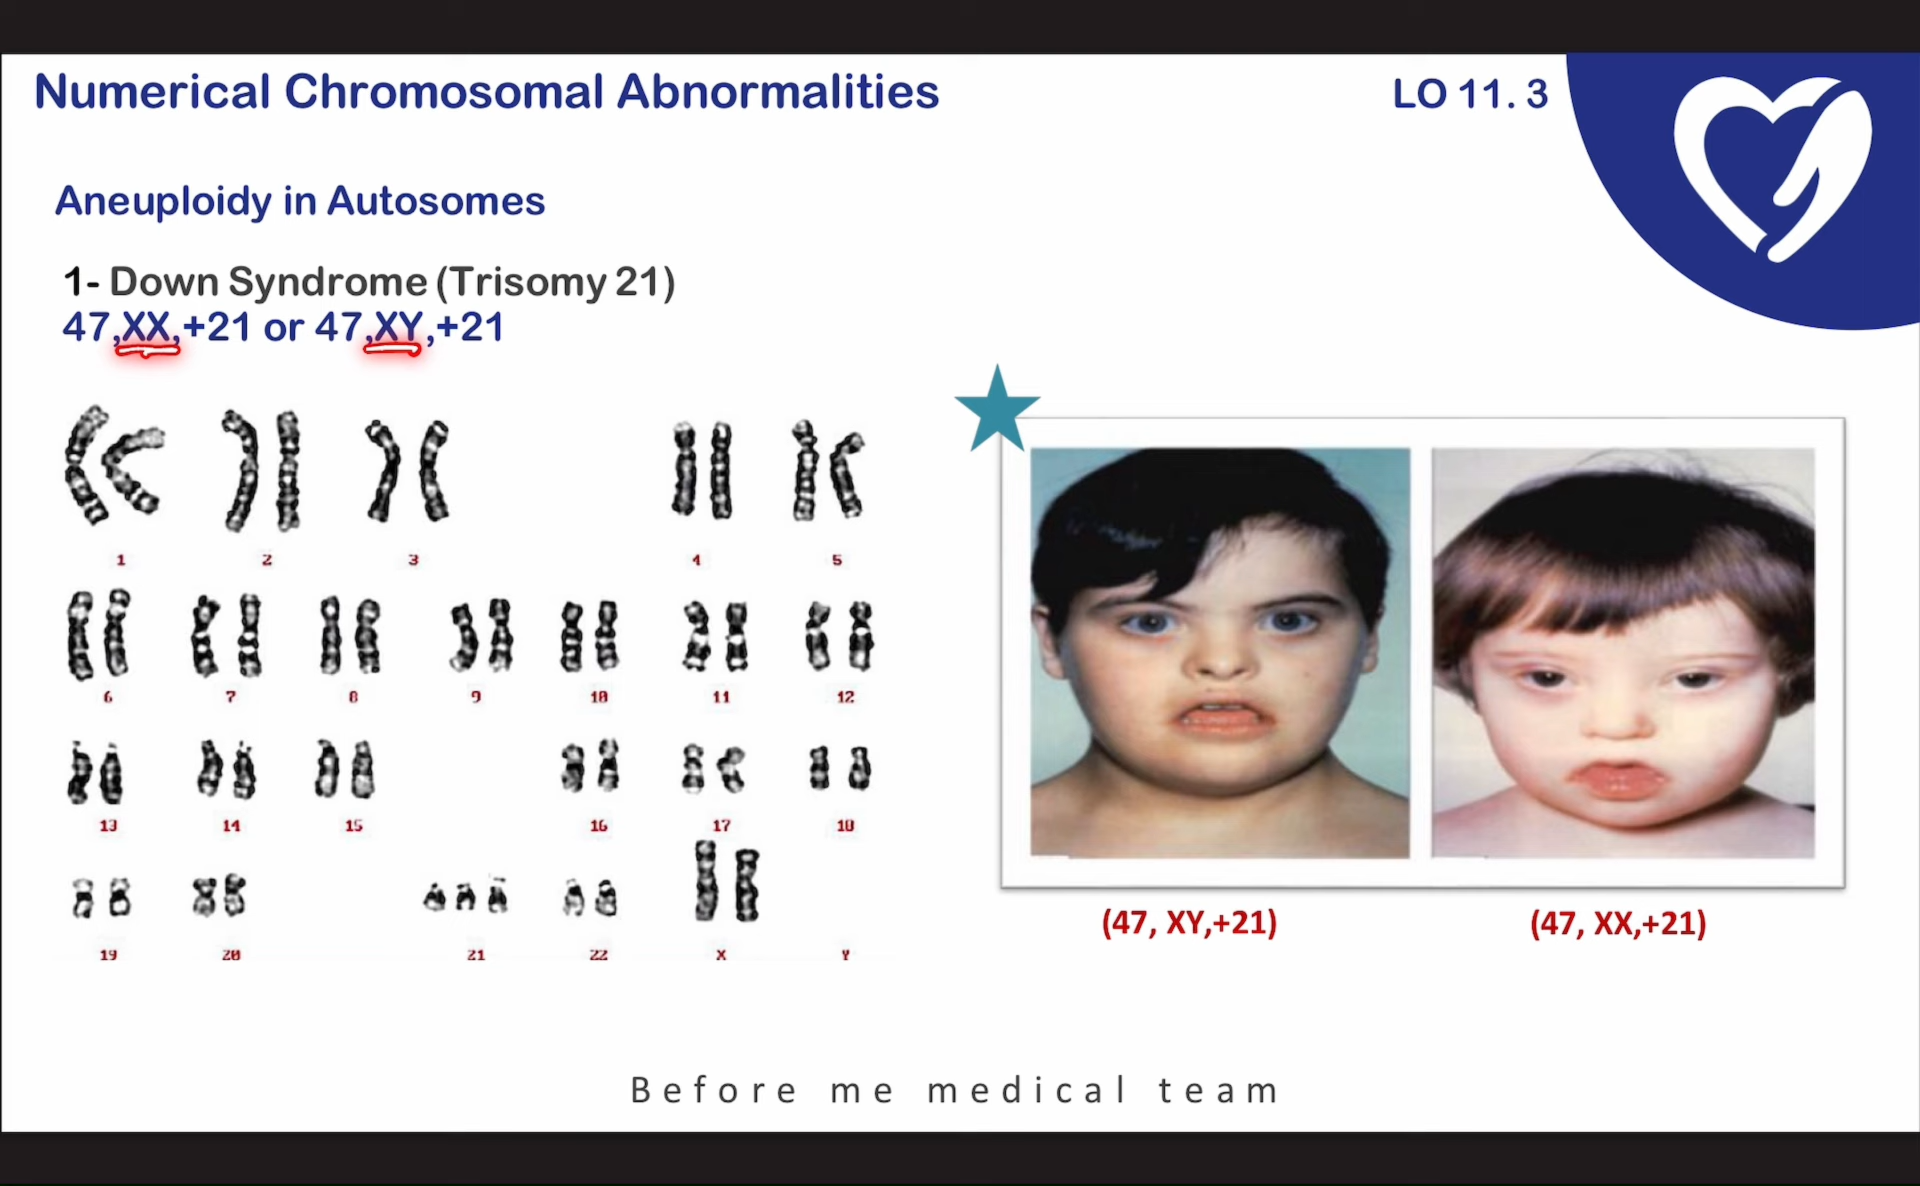 Numerical Chromosomal Abnormalities
LO 11. 3
Aneuploidy in Autosomes
1- Down Syndrome (Trisomy 21)
47,XX,+21 or 47,XY,+21
1 2 3 4 5
6 7 8 9 10 11 12
13 14 15 16 17 18
19 20 21 22 X Y
(47, XY,+21) (47, XX,+21)
Before me medical team